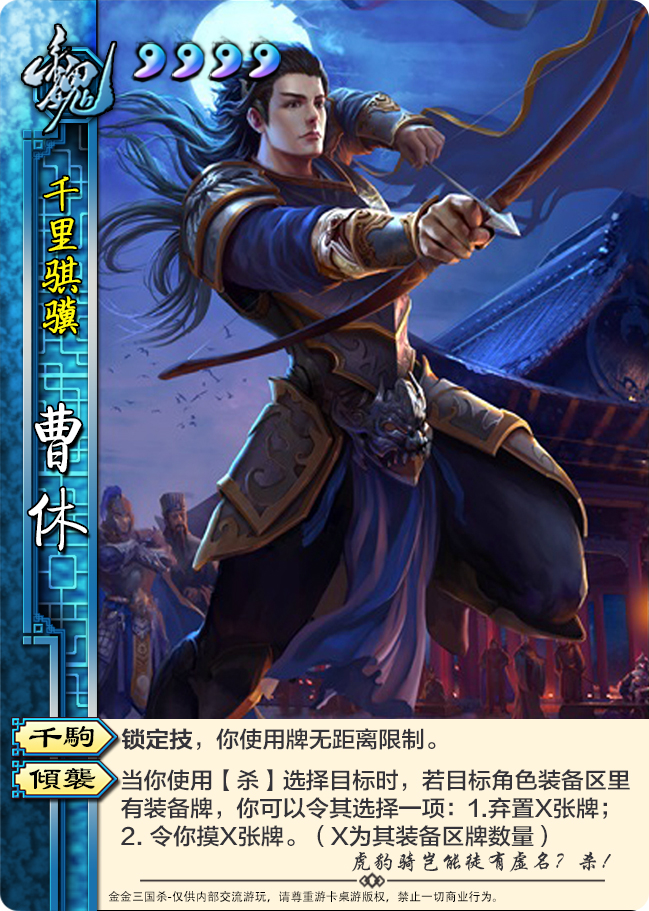 魏
千里骐骥
曹休
千駒
锁定技，你使用牌无距离限制。
傾襲
当你使用【杀】选择目标时，若目标角色装备区里
有装备牌，你可以令其选择一项：1.弃置X张牌；
2. 令你摸X张牌。（X为其装备区牌数量）
虎豹骑岂能徒有虚名？杀！
金金三国杀-仅供内部交流游玩，请尊重游卡桌游版权，禁止一切商业行为。